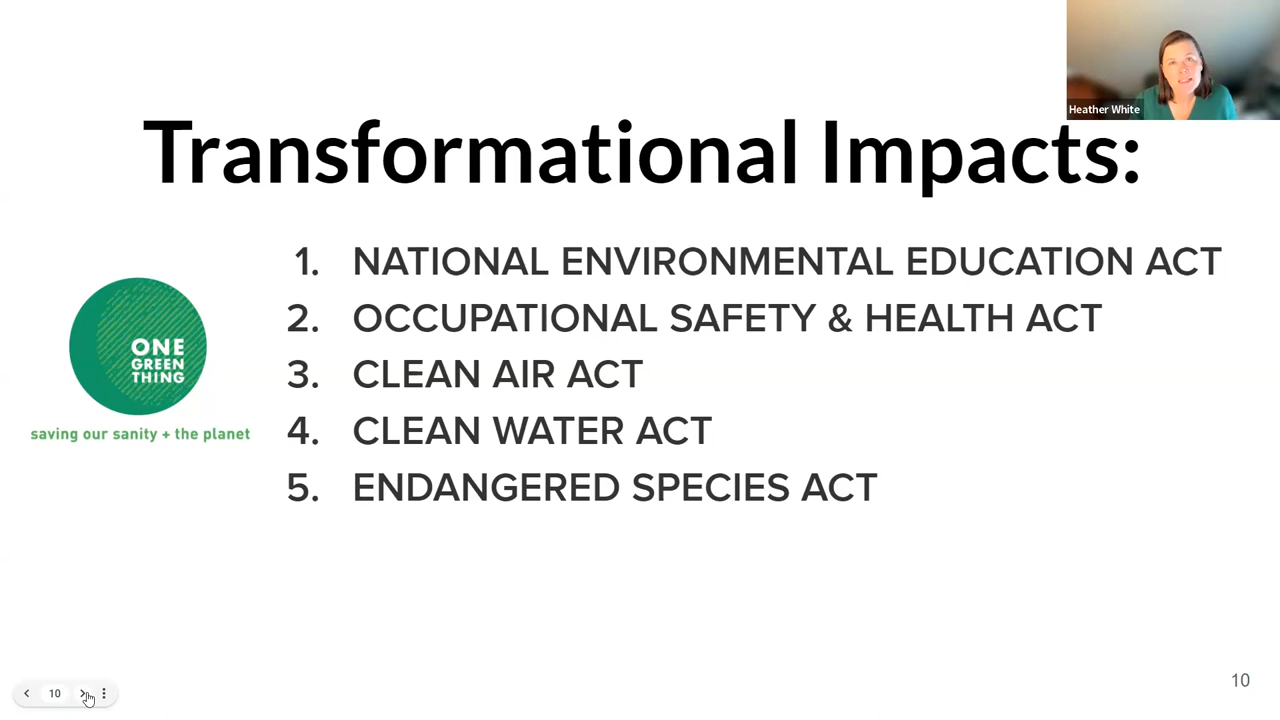 Heather White
Transformational Impacts:
1. NATIONAL ENVIRONMENTAL EDUCATION ACT
2. OCCUPATIONAL SAFETY & HEALTH ACT
3. CLEAN AIR ACT
4. CLEAN WATER ACT
5. ENDANGERED SPECIES ACT
ONE
GREEN
THING
saving our sanity + the planet
10
10